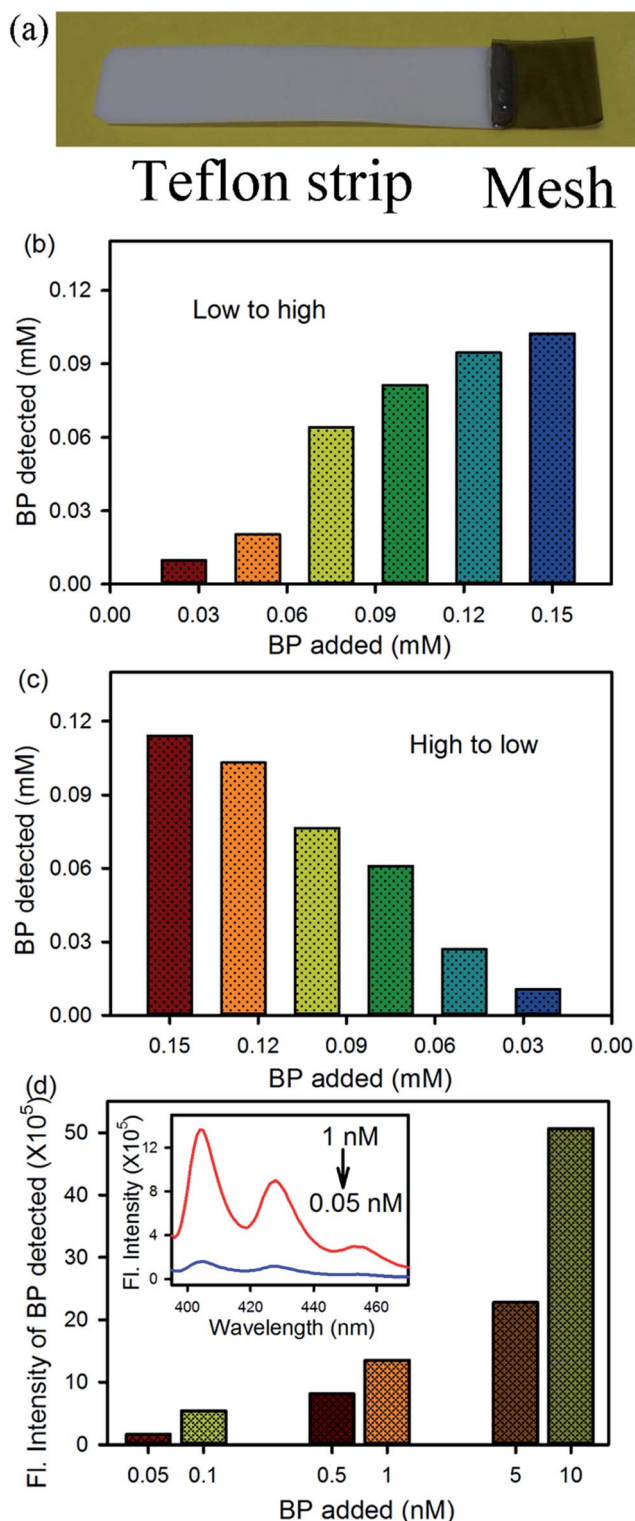 (a)
Teflon strip Mesh
(b)
Low to high
BP detected (mM)
0.12
0.09
0.06
0.03
0.00
0.00 0.03 0.06 0.09 0.12 0.15
BP added (mM)
(c)
High to low
BP detected (mM)
0.12
0.09
0.06
0.03
0.00
0.15 0.12 0.09 0.06 0.03 0.00
BP added (mM)
(d)
Fl. Intensity of BP detected (X10⁵)
50
40
30
20
10
0
Fl. Intensity (X10⁵)
12
8
4
0
1 nM
0.05 nM
400 420 440 460
Wavelength (nm)
0.05 0.1 0.5 1 5 10
BP added (nM)